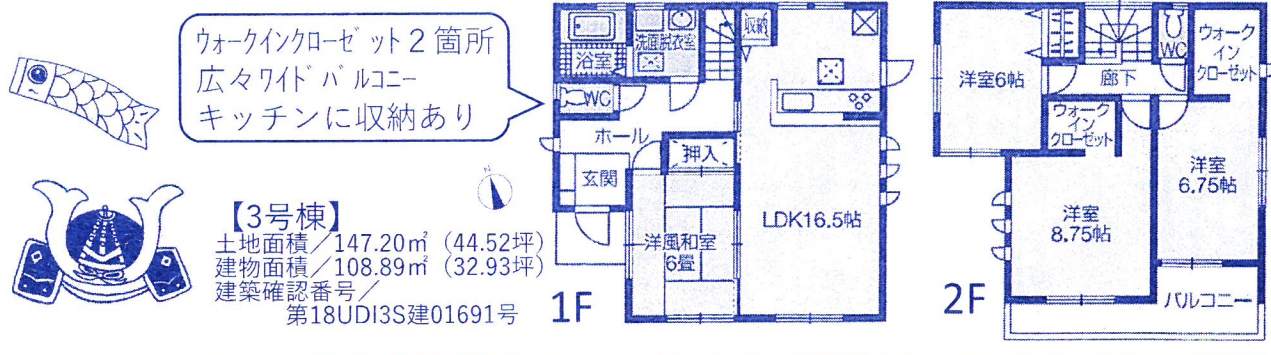 ウォークインクローゼット2箇所
広々ワイドバルコニー
キッチンに収納あり
【3号棟】
土地面積／147.20㎡（44.52坪）
建物面積／108.89㎡（32.93坪）
建築確認番号／
第18UDI3S建01691号
1F
浴室
洗面脱衣室
収納
WC
ホール
押入
玄関
洋風和室
6畳
LDK16.5帖
N
2F
洋室6帖
WC
廊下
ウォーク
イン
クローゼット
ウォーク
イン
クローゼット
洋室
6.75帖
洋室
8.75帖
バルコニー